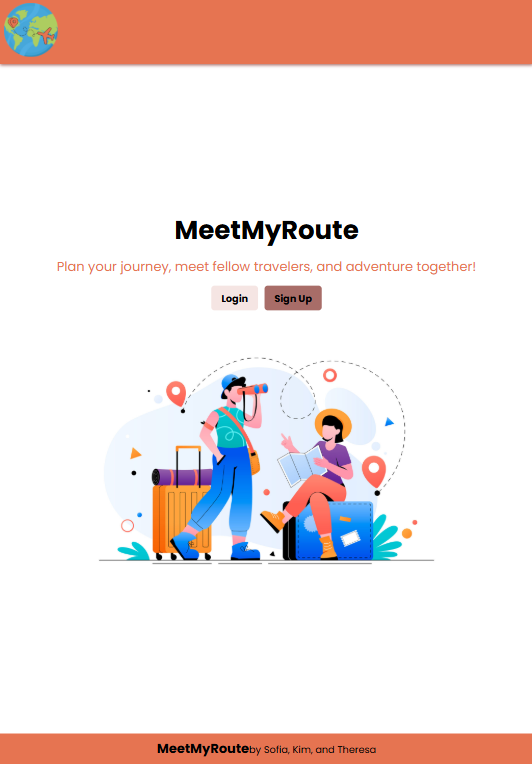 MeetMyRoute
Plan your journey, meet fellow travelers, and adventure together!
Login Sign Up
MeetMyRoute by Sofia, Kim, and Theresa